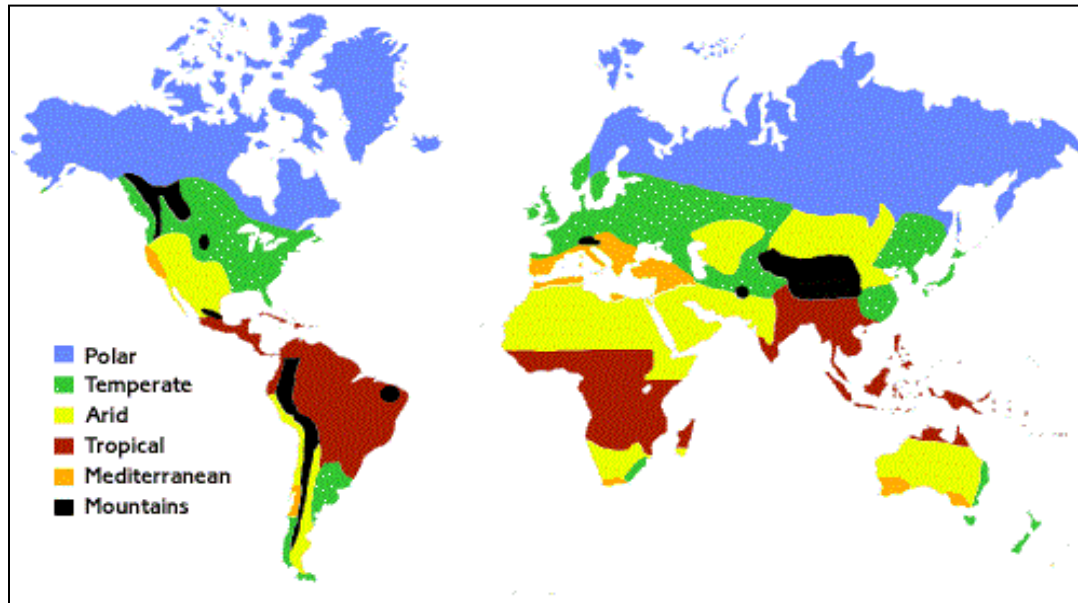 Polar
Temperate
Arid
Tropical
Mediterranean
Mountains